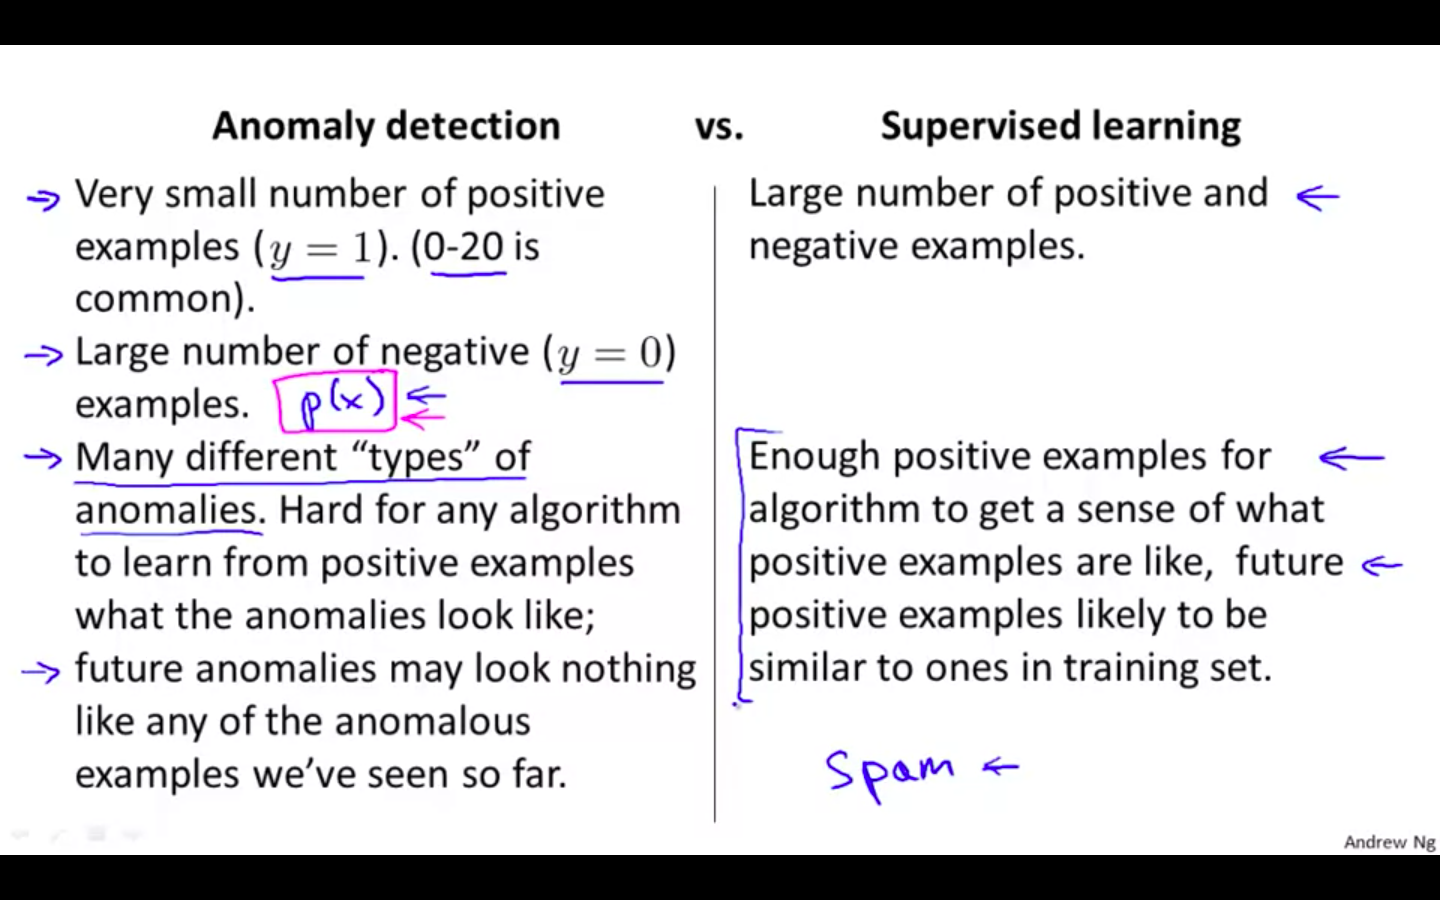 Anomaly detection vs. Supervised learning
Very small number of positive
examples (y = 1). (0-20 is
common).
Large number of negative (y = 0)
examples. p(x)
Many different “types” of
anomalies. Hard for any algorithm
to learn from positive examples
what the anomalies look like;
future anomalies may look nothing
like any of the anomalous
examples we’ve seen so far.
Large number of positive and
negative examples.
Enough positive examples for
algorithm to get a sense of what
positive examples are like, future
positive examples likely to be
similar to ones in training set.
Spam
Andrew Ng